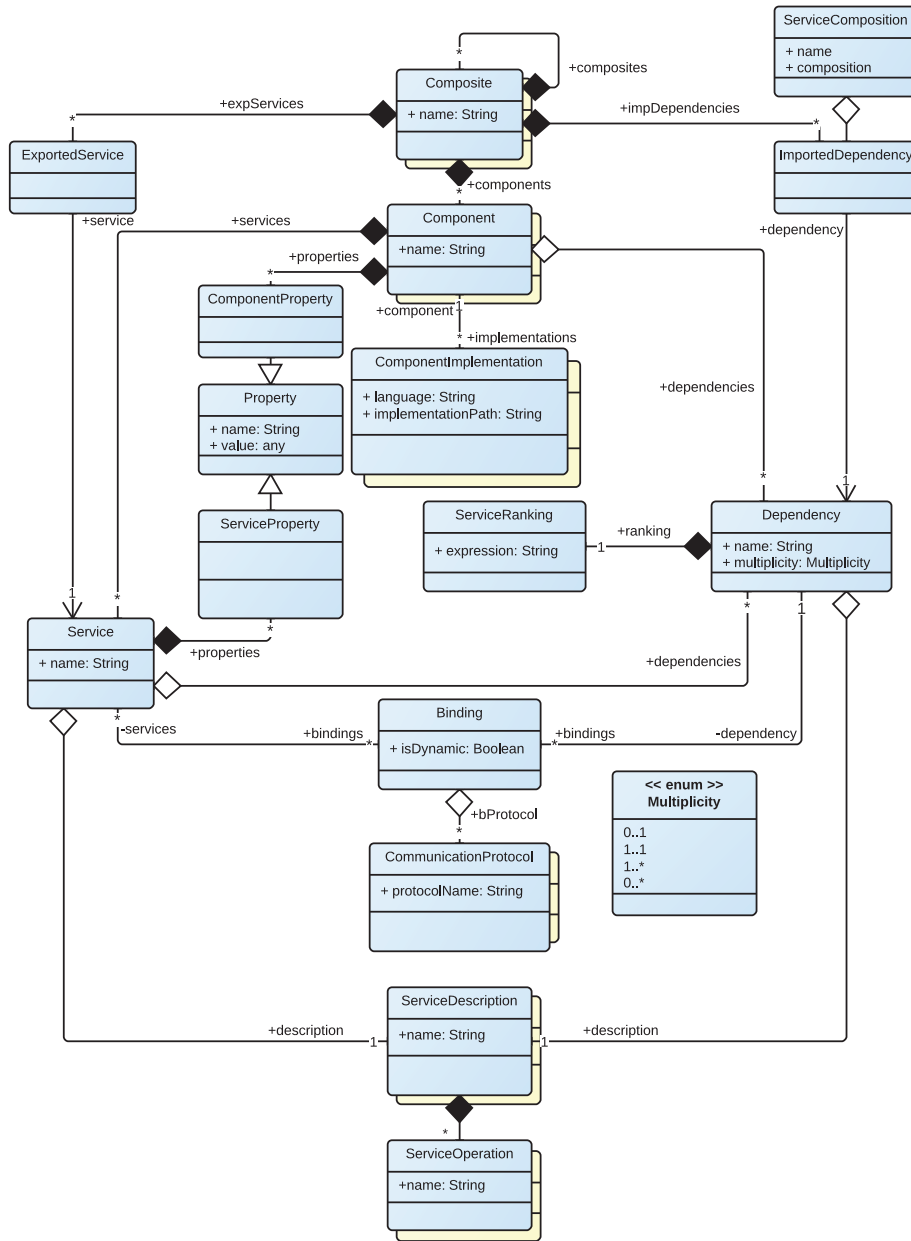 ServiceComposition
+ name
+ composition
*
+composites
Composite
+ name: String
+expServices
*
+impDependencies
*
ExportedService
ImportedDependency
+components
*
+service
+services
Component
+name: String
+dependency
+properties
*
1
+component
ComponentProperty
* +implementations
ComponentImplementation
+ language: String
+ implementationPath: String
+dependencies
Property
+ name: String
+ value: any
*
1
ServiceProperty
ServiceRanking
+ expression: String
1
+ranking
Dependency
+ name: String
+ multiplicity: Multiplicity
1
*
*
*
1
Service
+ name: String
+properties
+dependencies
*
-services
+bindings
*
Binding
+ isDynamic: Boolean
*
+bindings
-dependency
+bProtocol
*
<< enum >>
Multiplicity
0..1
1..1
1..*
0..*
CommunicationProtocol
+ protocolName: String
ServiceDescription
+name: String
+description
1
1
+description
*
ServiceOperation
+name: String